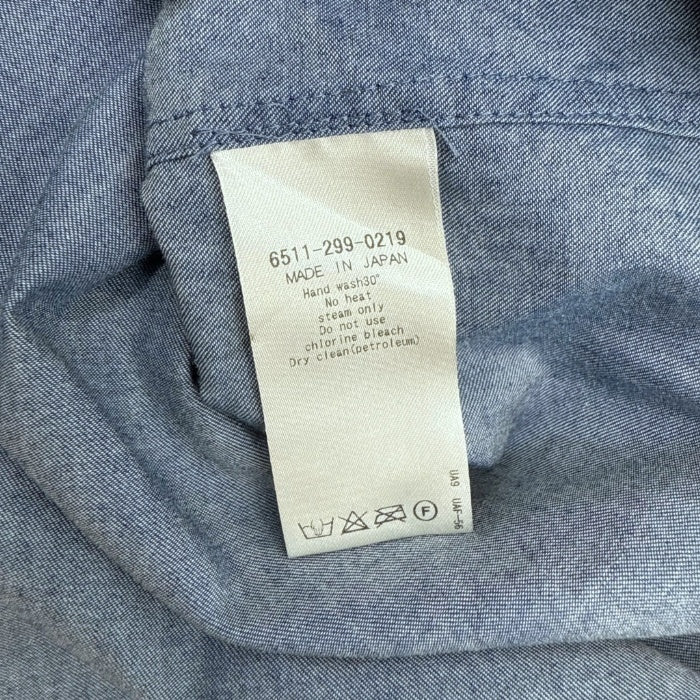 6511-299-0219
MADE IN JAPAN
Hand wash30°
No heat
steam only
Do not use
chlorine bleach
Dry clean(petroleum)
F
UA9 UAF-56